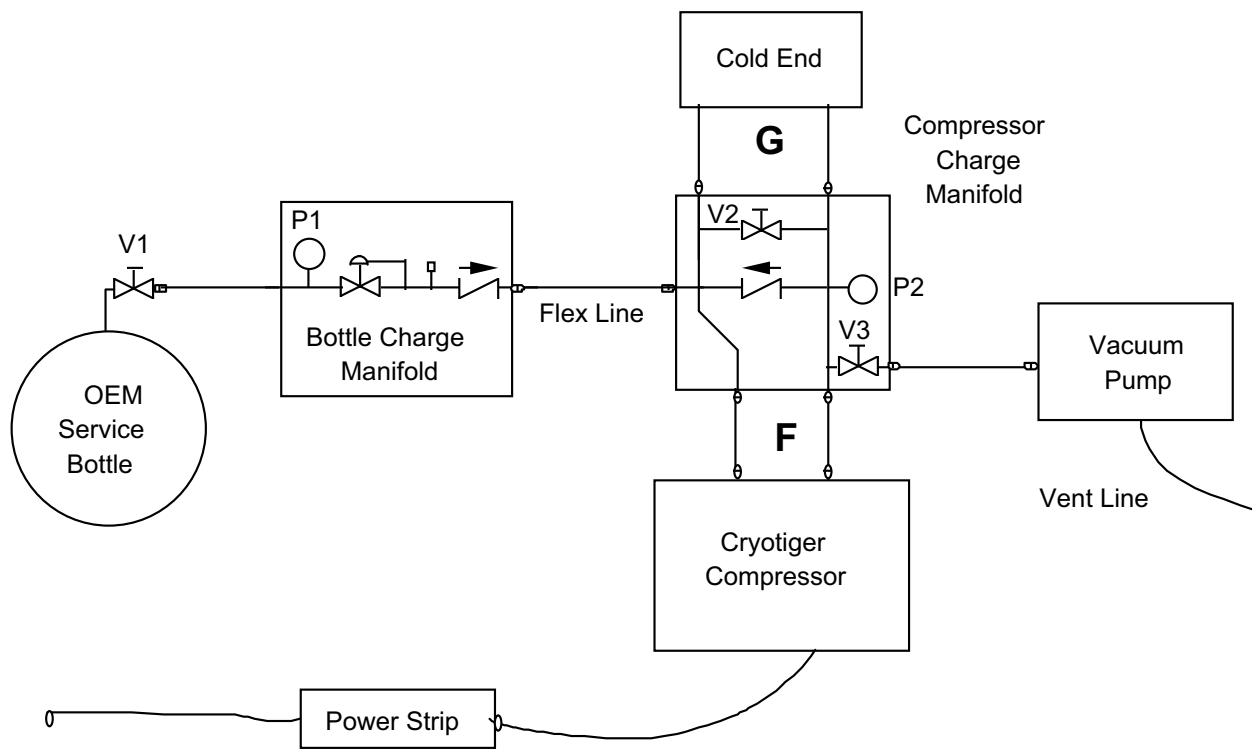 Cold End
G
Compressor
Charge
Manifold
P1
V2
V1
P2
Flex Line
V3
Bottle Charge
Manifold
Vacuum
Pump
OEM
Service
Bottle
F
Vent Line
Cryotiger
Compressor
Power Strip